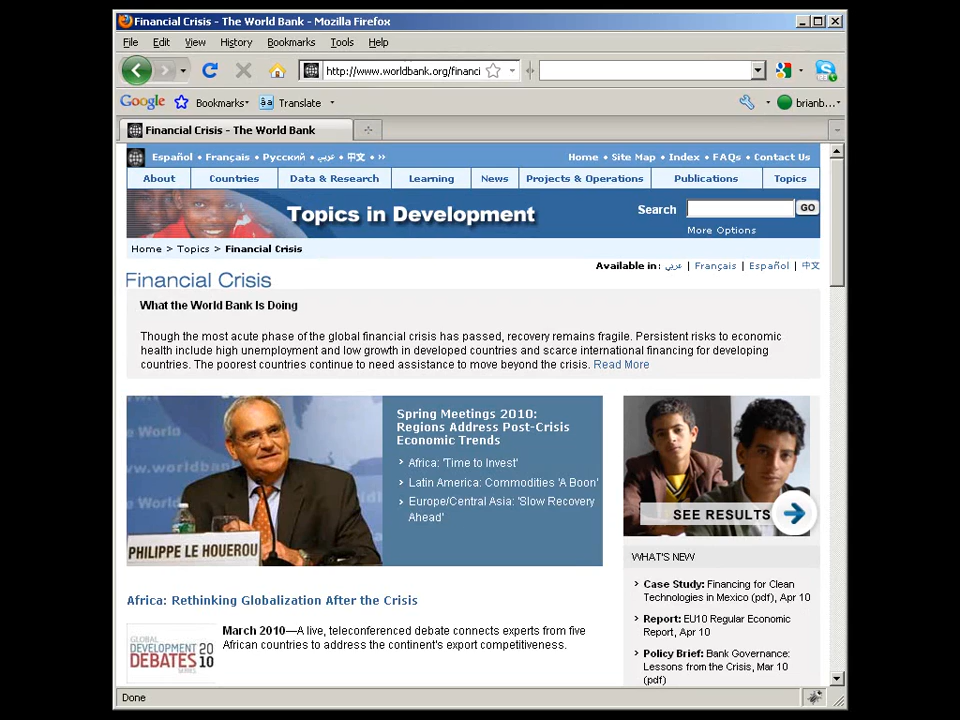 Financial Crisis - The World Bank - Mozilla Firefox
File Edit View History Bookmarks Tools Help
http://www.worldbank.org/financi
Google Bookmarks Translate brianb...
Financial Crisis - The World Bank
Español • Français • Русский • عربي • 中文 • »
Home • Site Map • Index • FAQs • Contact Us
About Countries Data & Research Learning News Projects & Operations Publications Topics
Topics in Development
Search GO
More Options
Home > Topics > Financial Crisis
Available in: عربي | Français | Español | 中文
Financial Crisis
What the World Bank Is Doing
Though the most acute phase of the global financial crisis has passed, recovery remains fragile. Persistent risks to economic
health include high unemployment and low growth in developed countries and scarce international financing for developing
countries. The poorest countries continue to need assistance to move beyond the crisis. Read More
the World
www.worldbank
PHILIPPE LE HOUEROU
Spring Meetings 2010:
Regions Address Post-Crisis
Economic Trends
Africa: 'Time to Invest'
Latin America: Commodities 'A Boon'
Europe/Central Asia: 'Slow Recovery
Ahead'
SEE RESULTS
WHAT'S NEW
Case Study: Financing for Clean
Technologies in Mexico (pdf), Apr 10
Report: EU10 Regular Economic
Report, Apr 10
Policy Brief: Bank Governance:
Lessons from the Crisis, Mar 10
(pdf)
Africa: Rethinking Globalization After the Crisis
GLOBAL
DEVELOPMENT 20
DEBATES 10
SERIES
March 2010—A live, teleconferenced debate connects experts from five
African countries to address the continent's export competitiveness.
Done